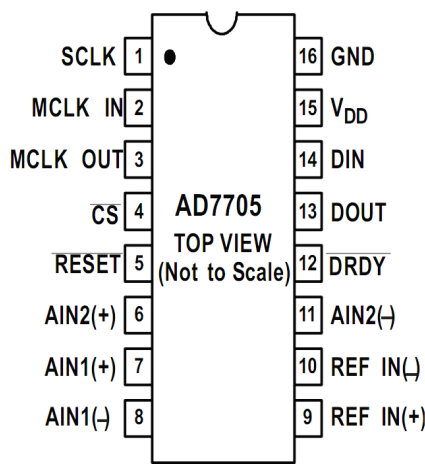 SCLK 1 16 GND
MCLK IN 2 15 VDD
MCLK OUT 3 14 DIN
CS 4 13 DOUT
AD7705
TOP VIEW
(Not to Scale)
RESET 5 12 DRDY
AIN2(+) 6 11 AIN2(–)
AIN1(+) 7 10 REF IN(–)
AIN1(–) 8 9 REF IN(+)